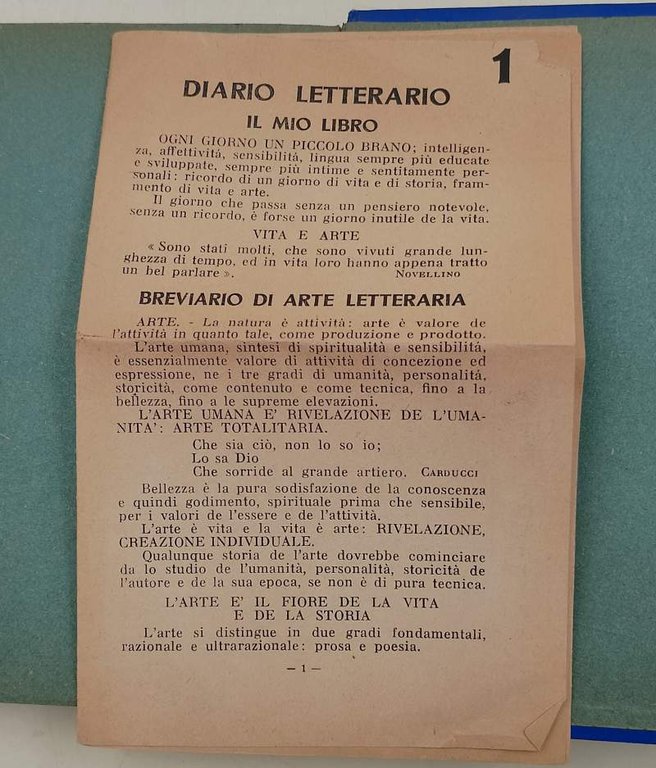 1
DIARIO LETTERARIO
IL MIO LIBRO
OGNI GIORNO UN PICCOLO BRANO; intelligen-
za, affettività, sensibilità, lingua sempre più educate
e sviluppate, sempre più intime e sentitamente per-
sonali: ricordo di un giorno di vita e di storia, fram-
mento di vita e arte.
Il giorno che passa senza un pensiero notevole,
senza un ricordo, è forse un giorno inutile de la vita.
VITA E ARTE
« Sono stati molti, che sono vivuti grande lun-
ghezza di tempo, ed in vita loro hanno appena tratto
un bel parlare ». NOVELLINO
BREVIARIO DI ARTE LETTERARIA
ARTE. - La natura è attività: arte è valore de
l'attività in quanto tale, come produzione e prodotto.
L'arte umana, sintesi di spiritualità e sensibilità,
è essenzialmente valore di attività di concezione ed
espressione, ne i tre gradi di umanità, personalità,
storicità, come contenuto e come tecnica, fino a la
bellezza, fino a le supreme elevazioni.
L'ARTE UMANA E' RIVELAZIONE DE L'UMA-
NITA': ARTE TOTALITARIA.
Che sia ciò, non lo so io;
Lo sa Dio
Che sorride al grande artiero. CARDUCCI
Bellezza è la pura sodisfazione de la conoscenza
e quindi godimento, spirituale prima che sensibile,
per i valori de l'essere e de l'attività.
L'arte è vita e la vita è arte: RIVELAZIONE,
CREAZIONE INDIVIDUALE.
Qualunque storia de l'arte dovrebbe cominciare
da lo studio de l'umanità, personalità, storicità de
l'autore e de la sua epoca, se non è di pura tecnica.
L'ARTE E' IL FIORE DE LA VITA
E DE LA STORIA
L'arte si distingue in due gradi fondamentali,
razionale e ultrarazionale: prosa e poesia.
— 1 —